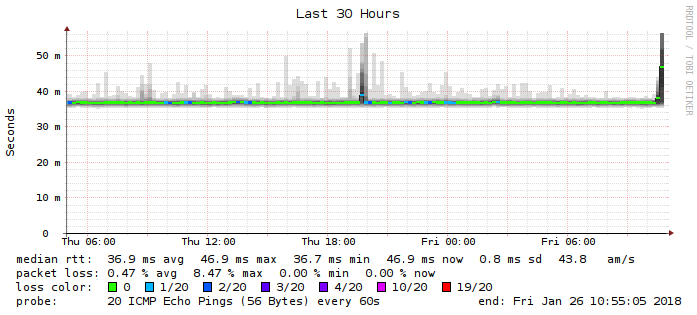 Last 30 Hours
RRDTOOL / TOBI OETIKER
Seconds
50 m
40 m
30 m
20 m
10 m
0
Thu 06:00 Thu 12:00 Thu 18:00 Fri 00:00 Fri 06:00
median rtt: 36.9 ms avg 46.9 ms max 36.7 ms min 46.9 ms now 0.8 ms sd 43.8 am/s
packet loss: 0.47 % avg 8.47 % max 0.00 % min 0.00 % now
loss color: 0 1/20 2/20 3/20 4/20 10/20 19/20
probe: 20 ICMP Echo Pings (56 Bytes) every 60s end: Fri Jan 26 10:55:05 2018